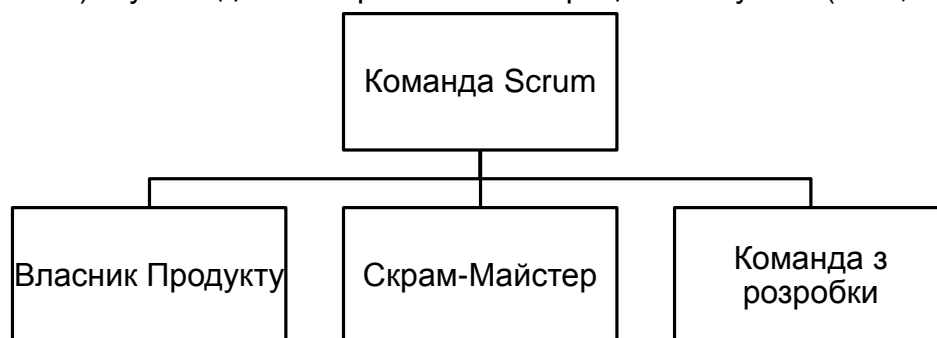 Команда Scrum
Власник Продукту
Скрам-Майстер
Команда з
розробки